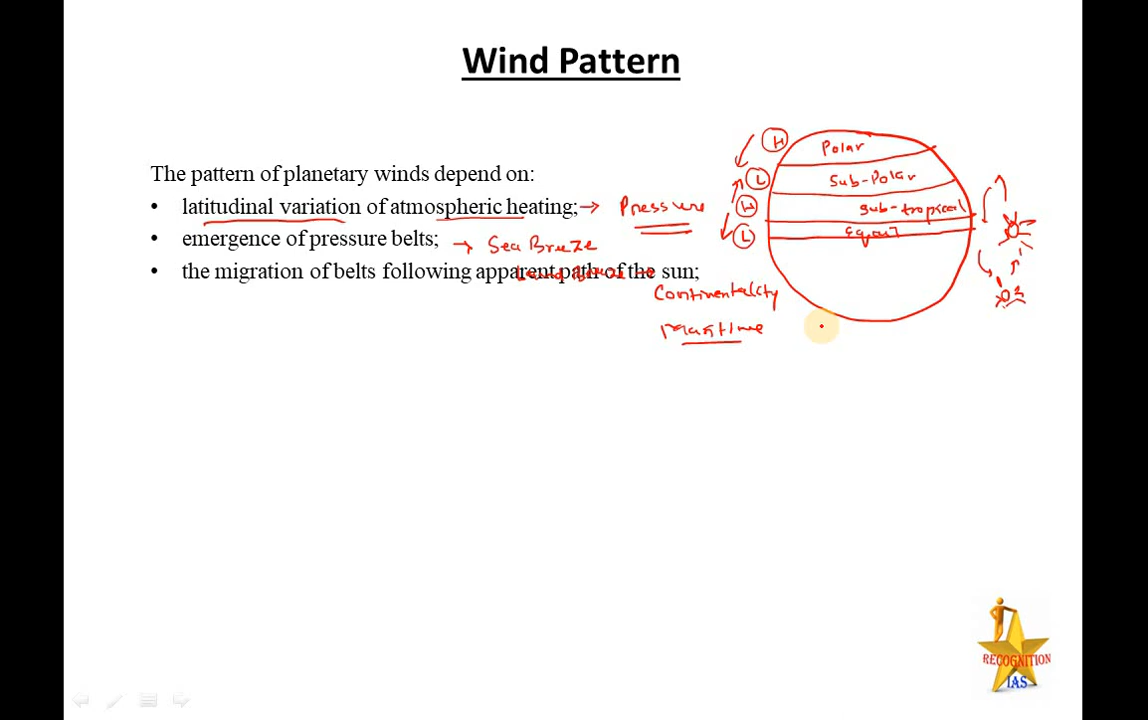 Wind Pattern
The pattern of planetary winds depend on:
• latitudinal variation of atmospheric heating; → Pressure
• emergence of pressure belts; → Sea Breeze
• the migration of belts following apparent path of the sun;
Land Breeze →
Continentality
Maritime
H Polar
L Sub-Polar
H Sub-tropical
L Equat
RECOGNITION
IAS